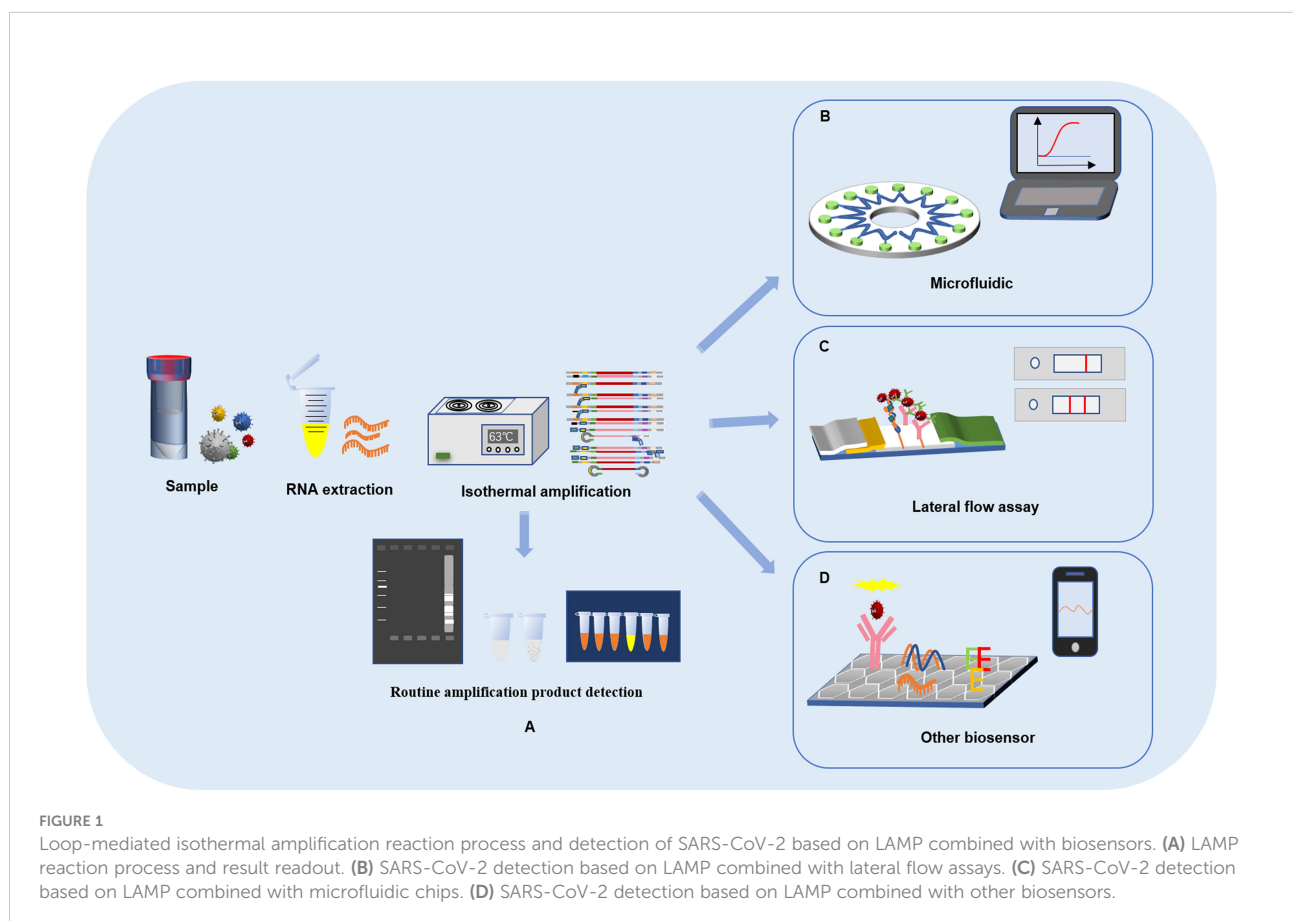 B
Microfluidic
C
Lateral flow assay
D
Other biosensor
63℃
Sample
RNA extraction
Isothermal amplification
Routine amplification product detection
A
FIGURE 1
Loop-mediated isothermal amplification reaction process and detection of SARS-CoV-2 based on LAMP combined with biosensors. (A) LAMP
reaction process and result readout. (B) SARS-CoV-2 detection based on LAMP combined with lateral flow assays. (C) SARS-CoV-2 detection
based on LAMP combined with microfluidic chips. (D) SARS-CoV-2 detection based on LAMP combined with other biosensors.